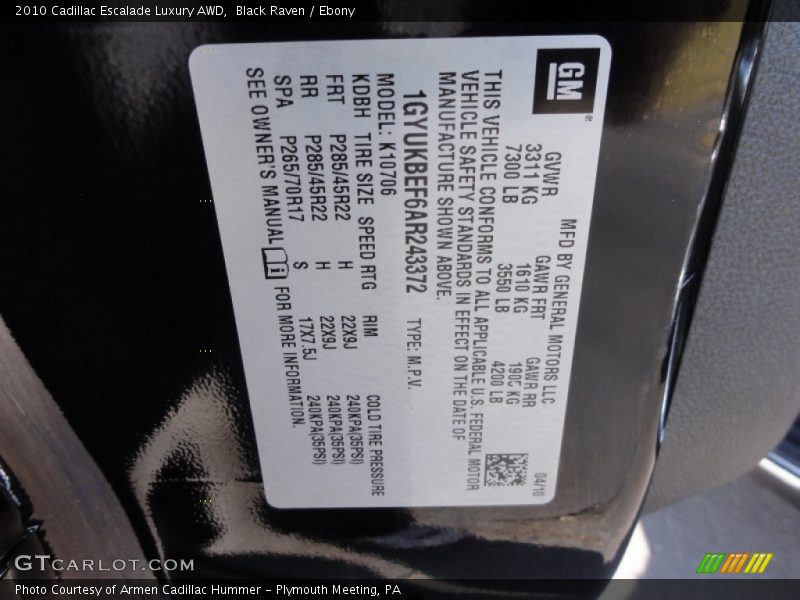 2010 Cadillac Escalade Luxury AWD,  Black Raven / Ebony
GM
MFD BY GENERAL MOTORS LLC 04/10
GVWR GAWR FRT GAWR RR
3311 KG 1610 KG 1905 KG
7300 LB 3550 LB 4200 LB
THIS VEHICLE CONFORMS TO ALL APPLICABLE U.S. FEDERAL MOTOR
VEHICLE SAFETY STANDARDS IN EFFECT ON THE DATE OF
MANUFACTURE SHOWN ABOVE.
1GYUKBEF6AR243372 TYPE: M.P.V.
MODEL: K10706
KDBH TIRE SIZE SPEED RTG RIM COLD TIRE PRESSURE
FRT P285/45R22 H 22X9J 240KPA(35PSI)
RR P285/45R22 H 22X9J 240KPA(35PSI)
SPA P265/70R17 S 17X7.5J 240KPA(35PSI)
SEE OWNER'S MANUAL FOR MORE INFORMATION.
GTCARLOT.COM
Photo Courtesy of Armen Cadillac Hummer - Plymouth Meeting, PA